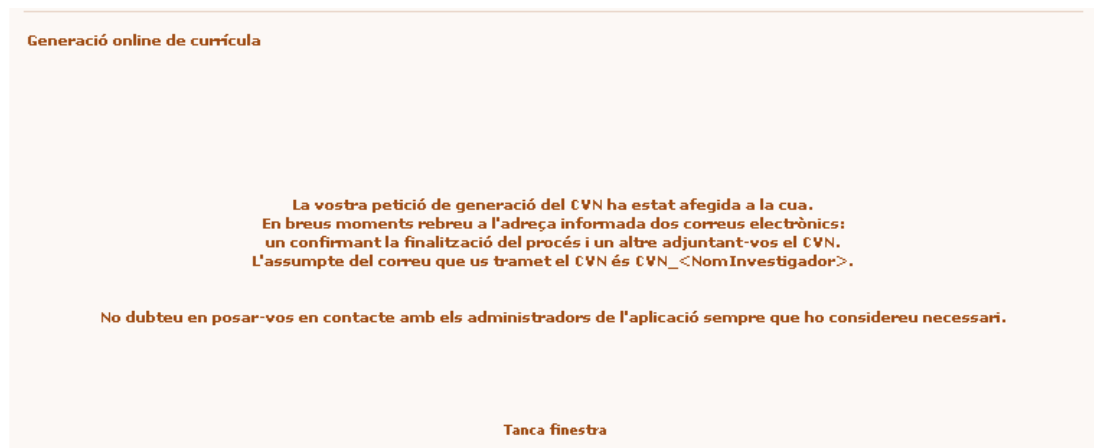 Generació online de currícula
La vostra petició de generació del CVN ha estat afegida a la cua.
En breus moments rebreu a l'adreça informada dos correus electrònics:
un confirmant la finalització del procés i un altre adjuntant-vos el CVN.
L'assumpte del correu que us tramet el CVN és CVN_<NomInvestigador>.
No dubteu en posar-vos en contacte amb els administradors de l'aplicació sempre que ho considereu necessari.
Tanca finestra